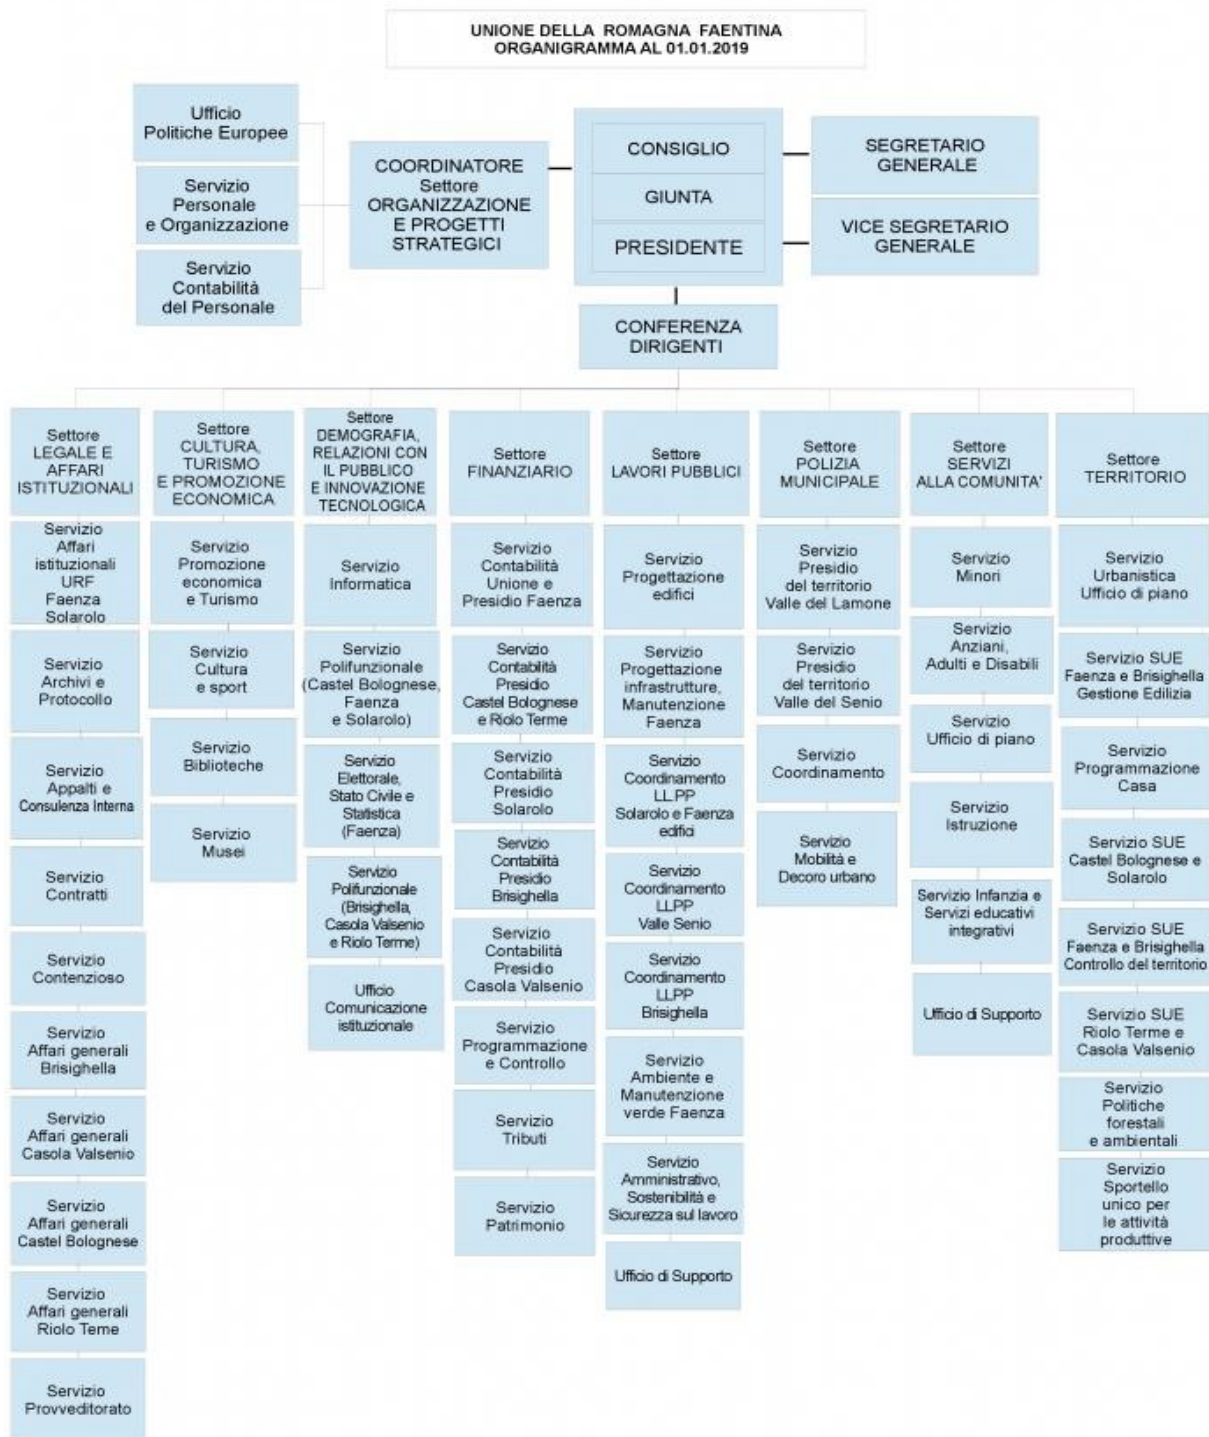 UNIONE DELLA ROMAGNA FAENTINA
ORGANIGRAMMA AL 01.01.2019
Ufficio
Politiche Europee
Servizio
Personale
e Organizzazione
Servizio
Contabilità
del Personale
COORDINATORE
Settore
ORGANIZZAZIONE
E PROGETTI
STRATEGICI
CONSIGLIO
GIUNTA
PRESIDENTE
SEGRETARIO
GENERALE
VICE SEGRETARIO
GENERALE
CONFERENZA
DIRIGENTI
Settore
LEGALE E
AFFARI
ISTITUZIONALI
Servizio
Affari
istituzionali
URF
Faenza
Solarolo
Servizio
Archivi e
Protocollo
Servizio
Appalti e
Consulenza Interna
Servizio
Contratti
Servizio
Contenzioso
Servizio
Affari generali
Brisighella
Servizio
Affari generali
Casola Valsenio
Servizio
Affari generali
Castel Bolognese
Servizio
Affari generali
Riolo Teme
Servizio
Provveditorato
Settore
CULTURA,
TURISMO
E PROMOZIONE
ECONOMICA
Servizio
Promozione
economica
e Turismo
Servizio
Cultura
e sport
Servizio
Biblioteche
Servizio
Musei
Settore
DEMOGRAFIA,
RELAZIONI CON
IL PUBBLICO
E INNOVAZIONE
TECNOLOGICA
Servizio
Informatica
Servizio
Polifunzionale
(Castel Bolognese,
Faenza
e Solarolo)
Servizio
Elettorale,
Stato Civile e
Statistica
(Faenza)
Servizio
Polifunzionale
(Brisighella,
Casola Valsenio
e Riolo Terme)
Ufficio
Comunicazione
istituzionale
Settore
FINANZIARIO
Servizio
Contabilità
Unione e
Presidio Faenza
Servizio
Contabilità
Presidio
Castel Bolognese
e Riolo Terme
Servizio
Contabilità
Presidio
Solarolo
Servizio
Contabilità
Presidio
Brisighella
Servizio
Contabilità
Presidio
Casola Valsenio
Servizio
Programmazione
e Controllo
Servizio
Tributi
Servizio
Patrimonio
Settore
LAVORI PUBBLICI
Servizio
Progettazione
edifici
Servizio
Progettazione
infrastrutture,
Manutenzione
Faenza
Servizio
Coordinamento
LL.PP
Solarolo e Faenza
edifici
Servizio
Coordinamento
LLPP
Valle Senio
Servizio
Coordinamento
LLPP
Brisighella
Servizio
Ambiente e
Manutenzione
verde Faenza
Servizio
Amministrativo,
Sostenibilità e
Sicurezza sul lavoro
Ufficio di Supporto
Settore
POLIZIA
MUNICIPALE
Servizio
Presidio
del territorio
Valle del Lamone
Servizio
Presidio
del territorio
Valle del Senio
Servizio
Coordinamento
Servizio
Mobilità e
Decoro urbano
Settore
SERVIZI
ALLA COMUNITA'
Servizio
Minori
Servizio
Anziani,
Adulti e Disabili
Servizio
Ufficio di piano
Servizio
Istruzione
Servizio Infanzia e
Servizi educativi
integrativi
Ufficio di Supporto
Settore
TERRITORIO
Servizio
Urbanistica
Ufficio di piano
Servizio SUE
Faenza e Brisighella
Gestione Edilizia
Servizio
Programmazione
Casa
Servizio SUE
Castel Bolognese e
Solarolo
Servizio SUE
Faenza e Brisighella
Controllo del territorio
Servizio SUE
Riolo Terme e
Casola Valsenio
Servizio
Politiche
forestali
e ambientali
Servizio
Sportello
unico per
le attività
produttive